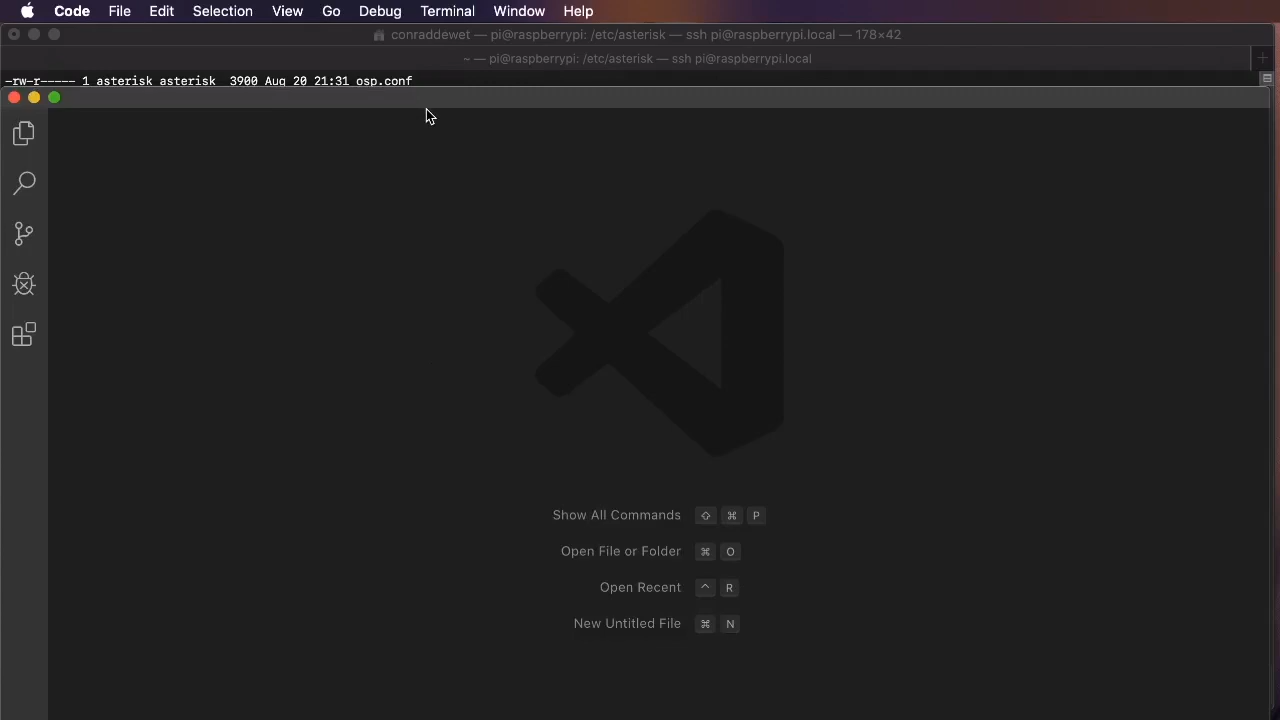 Code File Edit Selection View Go Debug Terminal Window Help
conraddewet — pi@raspberrypi: /etc/asterisk — ssh pi@raspberrypi.local — 178×42
~ — pi@raspberrypi: /etc/asterisk — ssh pi@raspberrypi.local
-rw-r----- 1 asterisk asterisk  3900 Aug 20 21:31 osp.conf
Show All Commands ⇧ ⌘ P
Open File or Folder ⌘ O
Open Recent ^ R
New Untitled File ⌘ N